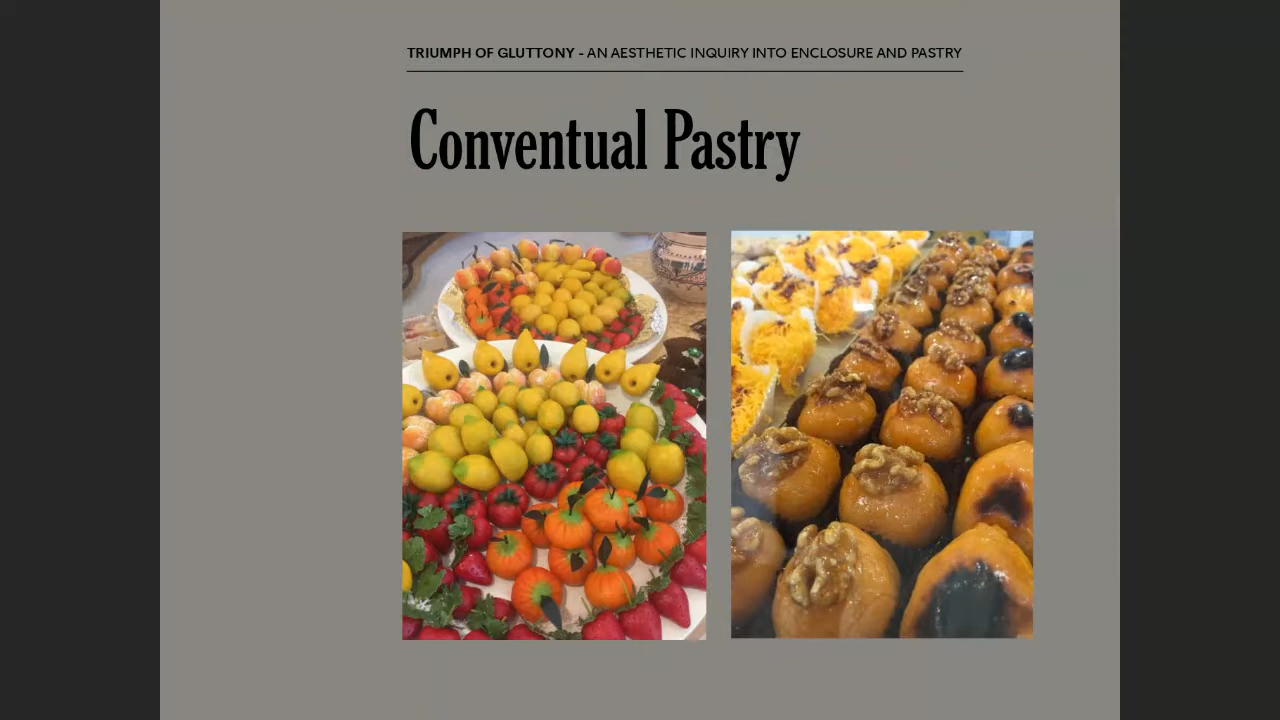 TRIUMPH OF GLUTTONY - AN AESTHETIC INQUIRY INTO ENCLOSURE AND PASTRY
Conventual Pastry